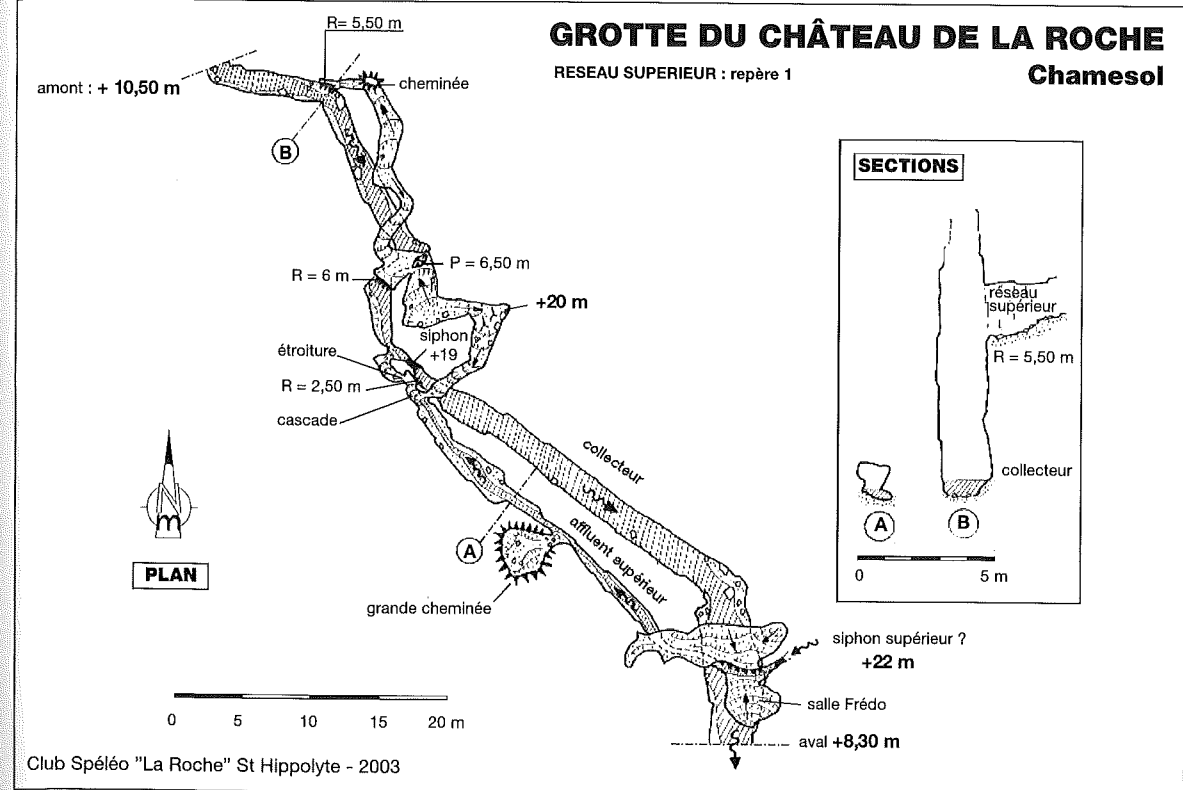 GROTTE DU CHÂTEAU DE LA ROCHE
RESEAU SUPERIEUR : repère 1
Chamesol
R= 5,50 m
amont : + 10,50 m
cheminée
B
R = 6 m
P = 6,50 m
+20 m
siphon
+19
étroiture
R = 2,50 m
cascade
collecteur
affluent supérieur
A
grande cheminée
PLAN
siphon supérieur ?
+22 m
salle Frédo
aval +8,30 m
0 5 10 15 20 m
Club Spéléo "La Roche" St Hippolyte - 2003
SECTIONS
réseau
supérieur
R = 5,50 m
collecteur
A
B
0 5 m